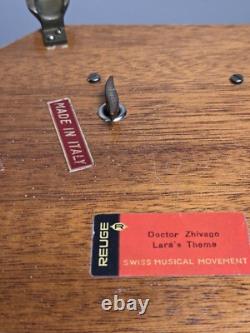 MADE IN ITALY
REUGE R
Doctor Zhivago
Lara's Theme
SWISS MUSICAL MOVEMENT